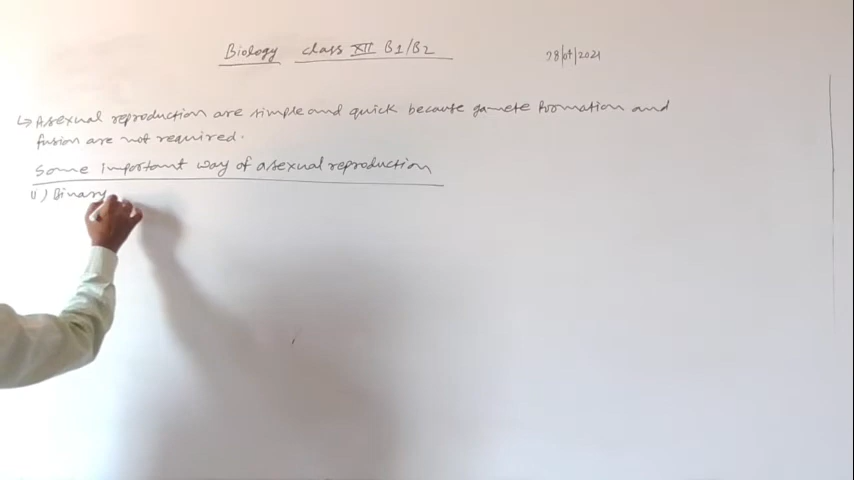 Biology class XII B1/B2 28/04/2021
↳ Asexual reproduction are simple and quick because gamete formation and
fusion are not required.
Some important way of asexual reproduction
(i) Binary